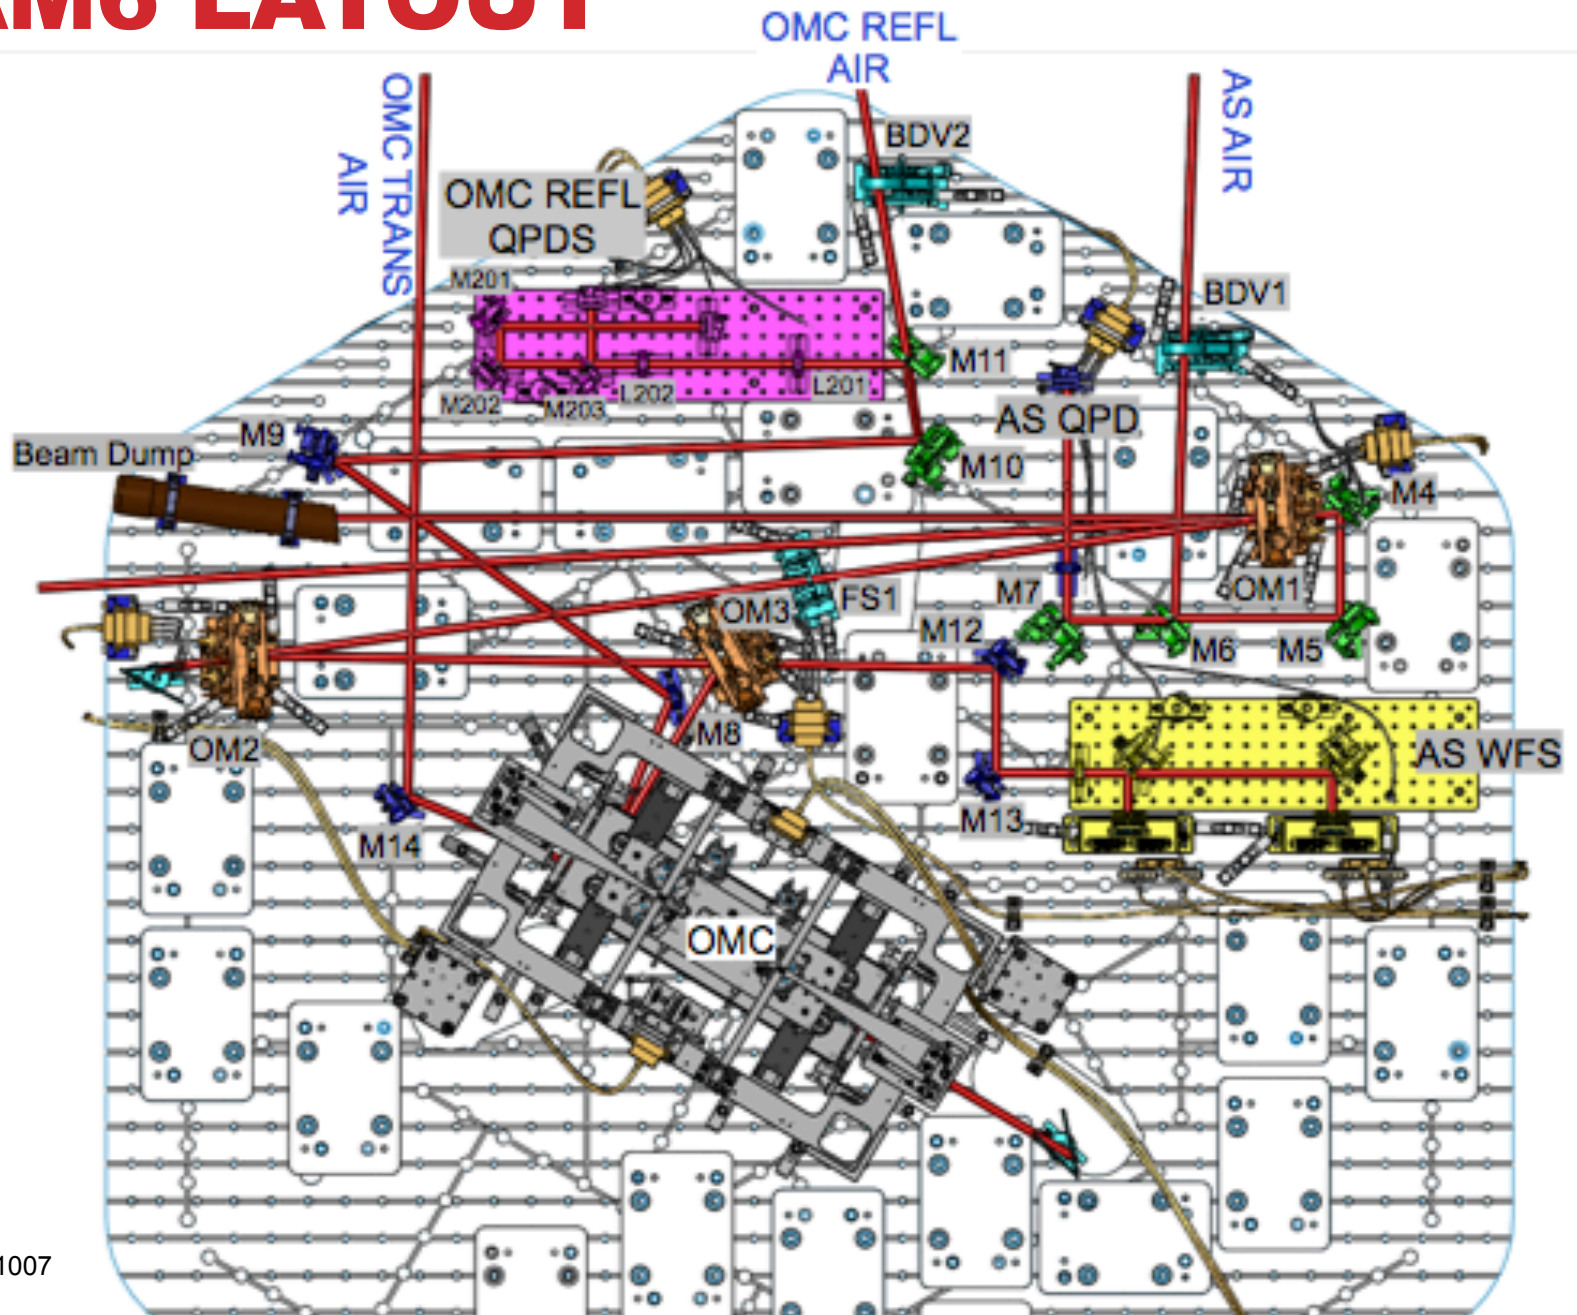 AM6 LAYOUT
OMC REFL
AIR
OMC TRANS
AIR
AS AIR
BDV2
OMC REFL
QPDS
M201
BDV1
M11
L202
L201
M202
M203
AS QPD
M9
Beam Dump
M10
M4
M7
OM1
FS1
OM3
M12
M6
M5
M8
OM2
AS WFS
M13
M14
OMC
1007